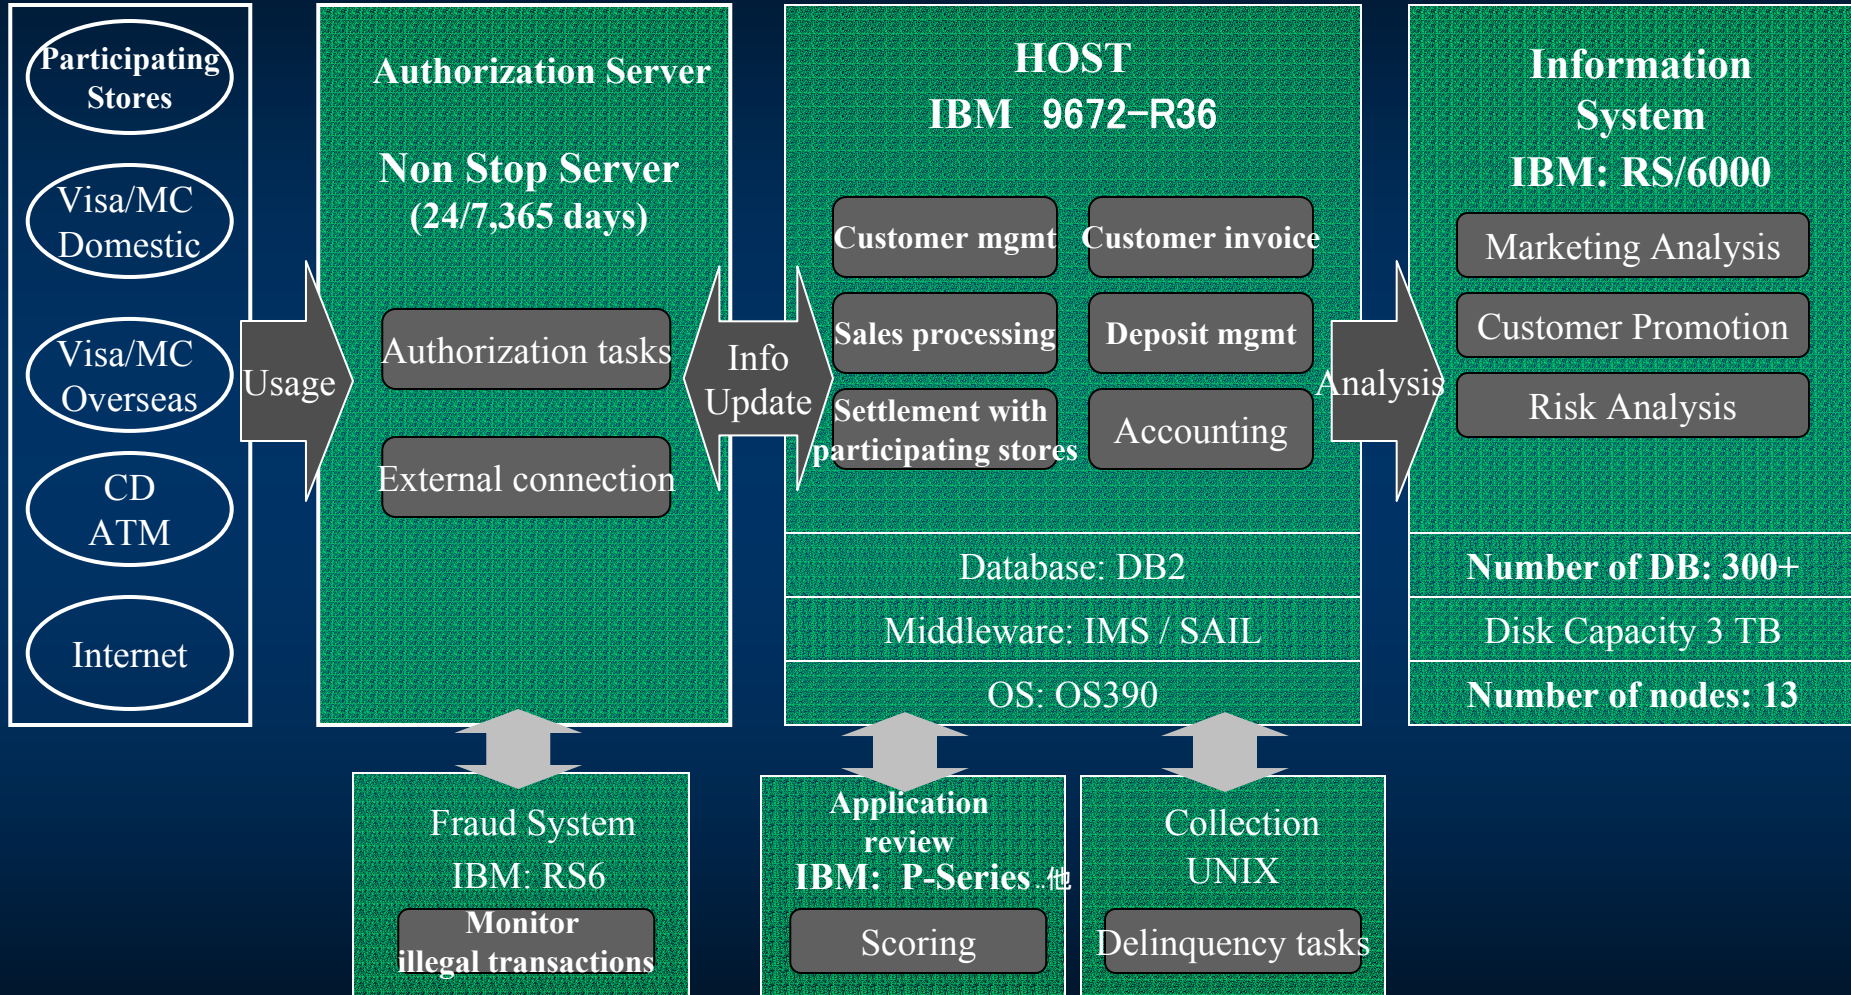 Participating
Stores
Visa/MC
Domestic
Visa/MC
Overseas
CD
ATM
Internet
Usage
Authorization Server
Non Stop Server
(24/7,365 days)
Authorization tasks
External connection
Info
Update
HOST
IBM 9672-R36
Customer mgmt
Customer invoice
Sales processing
Deposit mgmt
Settlement with
participating stores
Accounting
Database: DB2
Middleware: IMS / SAIL
OS: OS390
Analysis
Information
System
IBM: RS/6000
Marketing Analysis
Customer Promotion
Risk Analysis
Number of DB: 300+
Disk Capacity 3 TB
Number of nodes: 13
Fraud System
IBM: RS6
Monitor
illegal transactions
Application
review
IBM: P-Series..他
Scoring
Collection
UNIX
Delinquency tasks